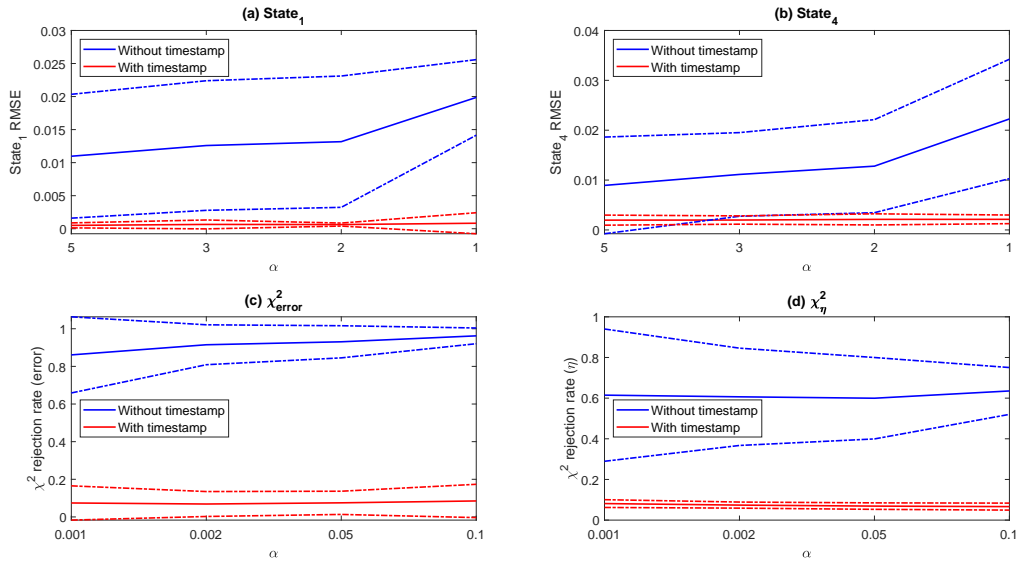 (a) State₁
State₁ RMSE
0.03
0.025
0.02
0.015
0.01
0.005
0
Without timestamp
With timestamp
5 3 2 1
α
(b) State₄
State₄ RMSE
0.04
0.03
0.02
0.01
0
Without timestamp
With timestamp
5 3 2 1
α
(c) χ²error
χ² rejection rate (error)
1
0.8
0.6
0.4
0.2
0
Without timestamp
With timestamp
0.001 0.002 0.05 0.1
α
(d) χ²η
χ² rejection rate (η)
1
0.8
0.6
0.4
0.2
0
Without timestamp
With timestamp
0.001 0.002 0.05 0.1
α